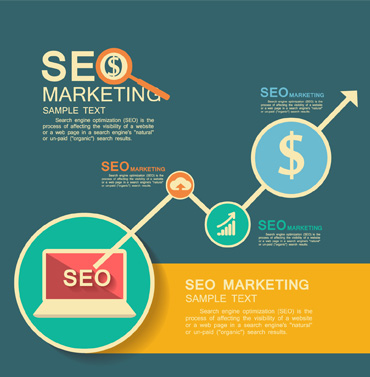 SEO
MARKETING
SAMPLE TEXT
Search engine optimization (SEO) is the
process of affecting the visibility of a website
or a web page in a search engine's "natural"
or un-paid ("organic") search results.
SEO MARKETING
Search engine optimization (SEO) is the
process of affecting the visibility of a website
or a web page in a search engine's "natural"
or un-paid ("organic") search results.
$
SEO MARKETING
Search engine optimization (SEO) is the
process of affecting the visibility of a website
or a web page in a search engine's "natural"
or un-paid ("organic") search results.
SEO MARKETING
Search engine optimization (SEO) is the
process of affecting the visibility of a website
or a web page in a search engine's "natural"
or un-paid ("organic") search results.
SEO
SEO MARKETING
SAMPLE TEXT
Search engine optimization (SEO) is the
process of affecting the visibility of a website
or a web page in a search engine's "natural"
or un-paid ("organic") search results.